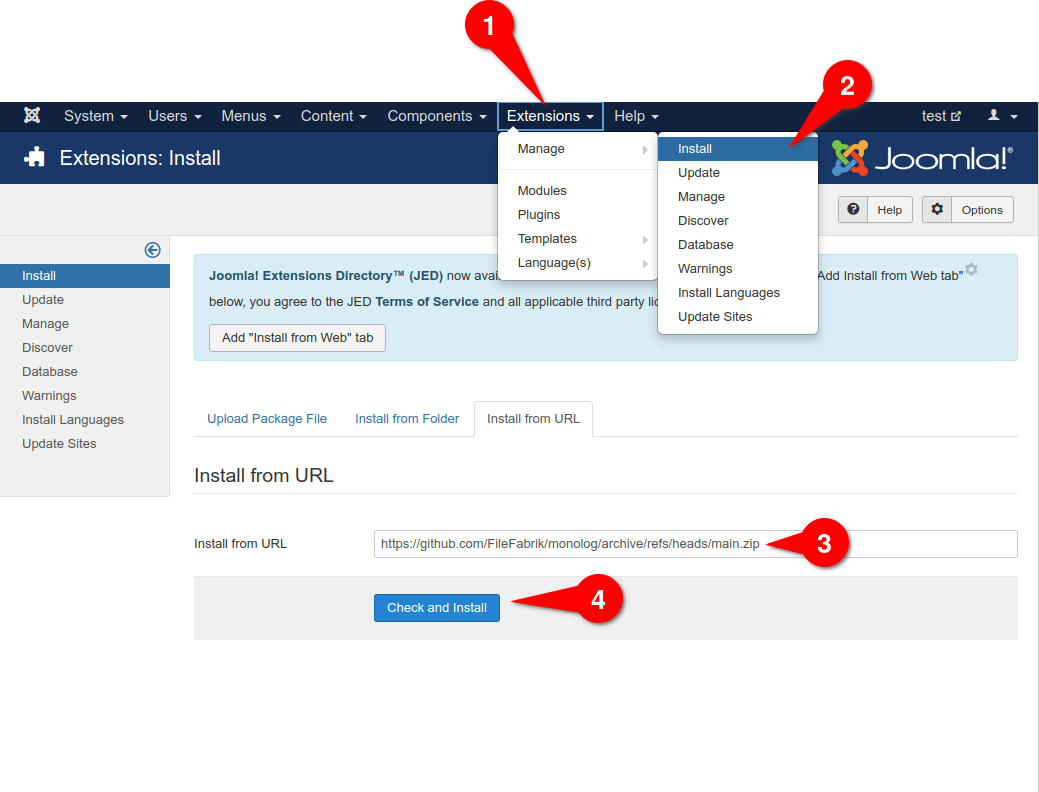 1
2
System Users Menus Content Components Extensions Help test
Extensions: Install
Joomla!®
Manage
Modules
Plugins
Templates
Language(s)
Install
Update
Manage
Discover
Database
Warnings
Install Languages
Update Sites
Help Options
Install
Update
Manage
Discover
Database
Warnings
Install Languages
Update Sites
Joomla! Extensions Directory™ (JED) now avai Add Install from Web tab"
below, you agree to the JED Terms of Service and all applicable third party lic
Add "Install from Web" tab
Upload Package File Install from Folder Install from URL
Install from URL
Install from URL https://github.com/FileFabrik/monolog/archive/refs/heads/main.zip 3
Check and Install 4